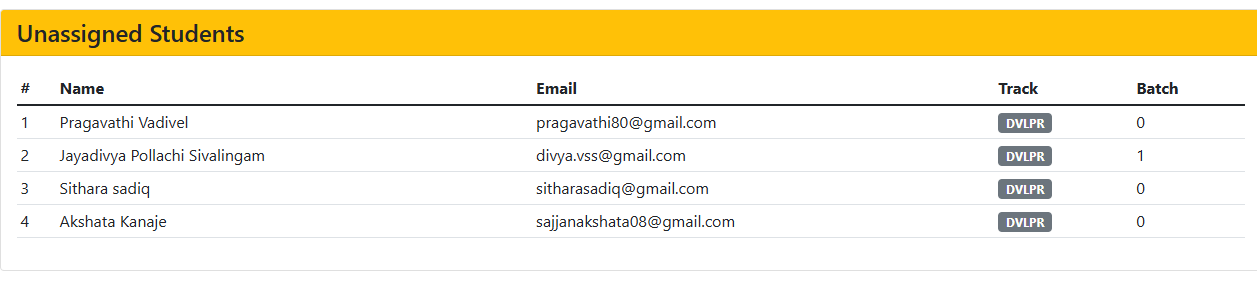 Unassigned Students
# Name Email Track Batch
1 Pragavathi Vadivel pragavathi80@gmail.com DVLPR 0
2 Jayadivya Pollachi Sivalingam divya.vss@gmail.com DVLPR 1
3 Sithara sadiq sitharasadiq@gmail.com DVLPR 0
4 Akshata Kanaje sajjanakshata08@gmail.com DVLPR 0